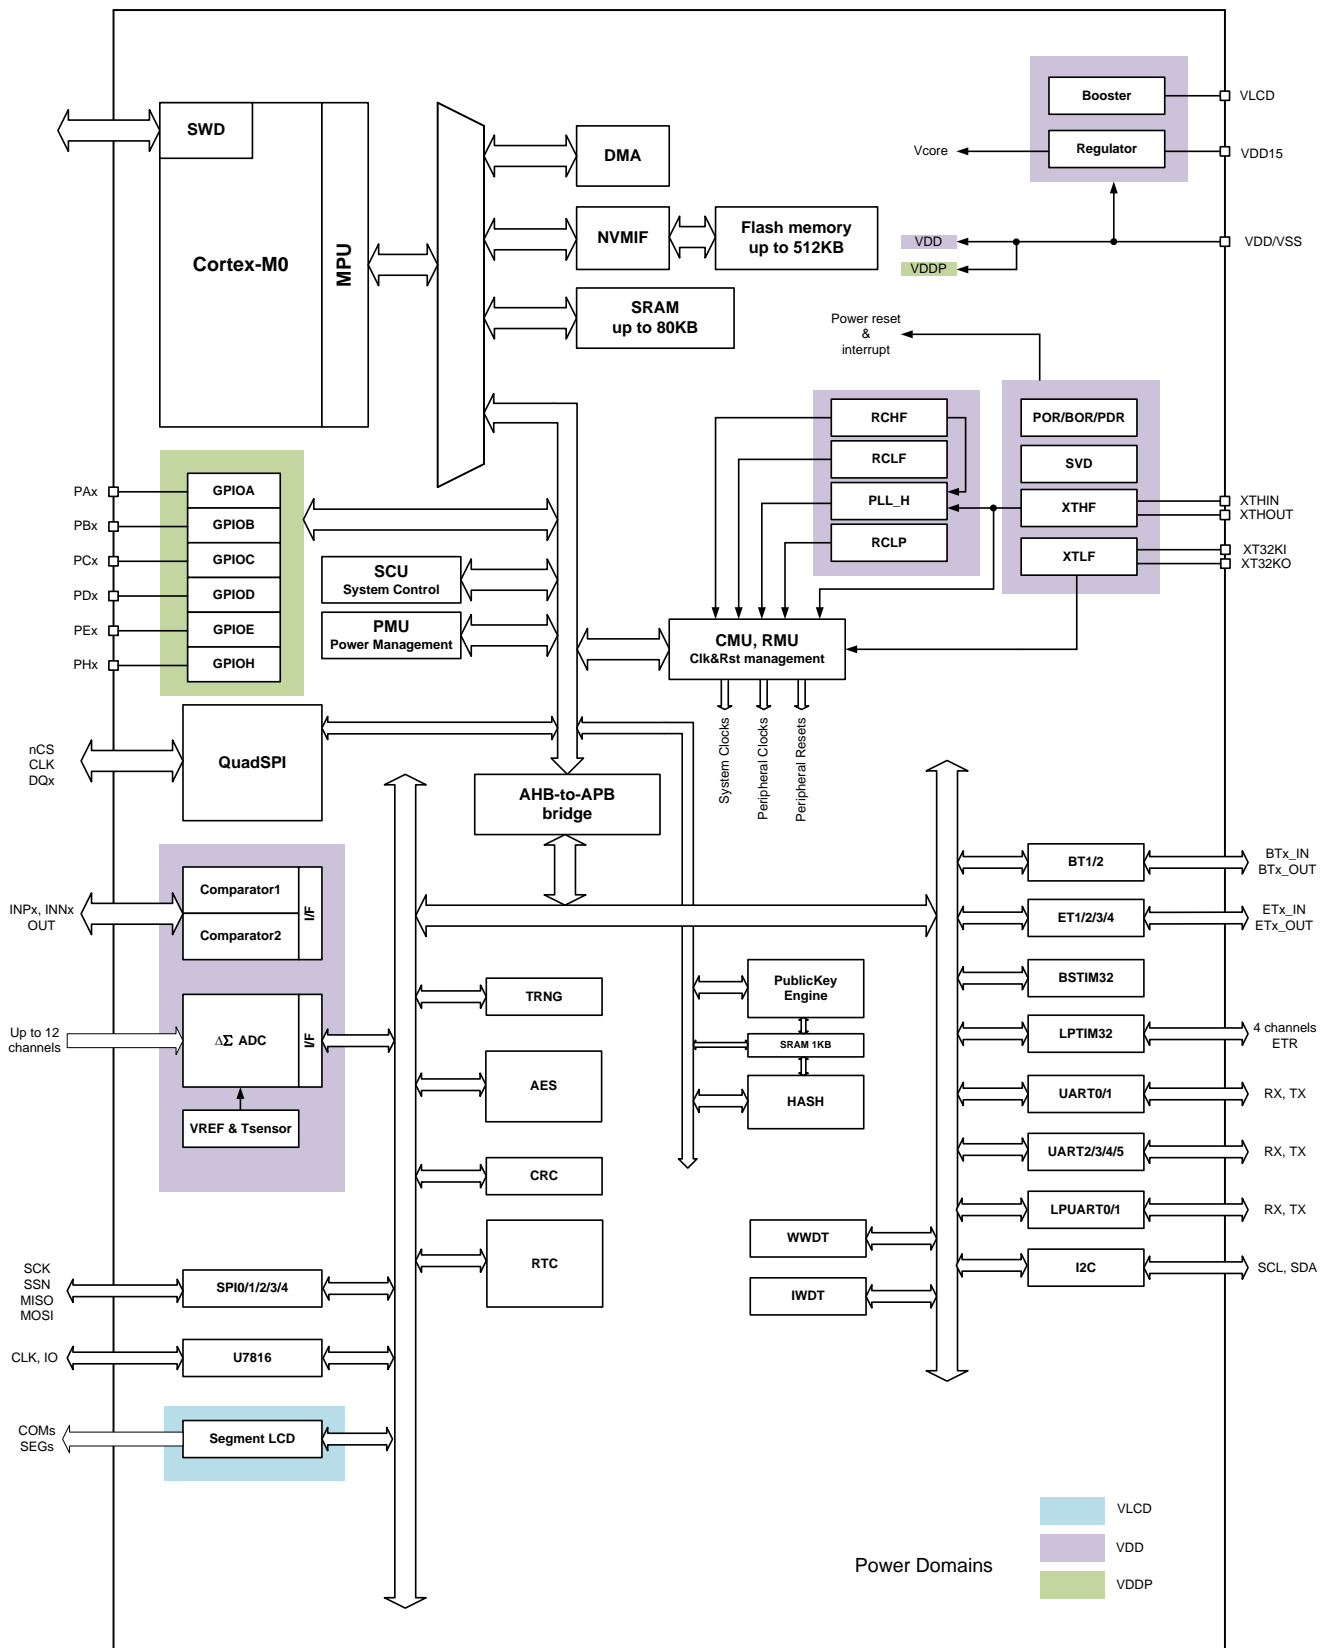 SWD
Cortex-M0
MPU
DMA
NVMIF
Flash memory
up to 512KB
SRAM
up to 80KB
Booster
VLCD
Regulator
Vcore
VDD15
VDD
VDDP
VDD/VSS
Power reset
&
interrupt
RCHF
RCLF
PLL_H
RCLP
POR/BOR/PDR
SVD
XTHF
XTLF
XTHIN
XTHOUT
XT32KI
XT32KO
PAx
PBx
PCx
PDx
PEx
PHx
GPIOA
GPIOB
GPIOC
GPIOD
GPIOE
GPIOH
SCU
System Control
PMU
Power Management
CMU, RMU
Clk&Rst management
System Clocks
Peripheral Clocks
Peripheral Resets
nCS
CLK
DQx
QuadSPI
AHB-to-APB
bridge
INPx, INNx
OUT
Comparator1
Comparator2
I/F
Up to 12
channels
ΔΣ ADC
I/F
VREF & Tsensor
TRNG
AES
CRC
RTC
PublicKey
Engine
SRAM 1KB
HASH
WWDT
IWDT
BT1/2
BTx_IN
BTx_OUT
ET1/2/3/4
ETx_IN
ETx_OUT
BSTIM32
LPTIM32
4 channels
ETR
UART0/1
RX, TX
UART2/3/4/5
RX, TX
LPUART0/1
RX, TX
I2C
SCL, SDA
SCK
SSN
MISO
MOSI
SPI0/1/2/3/4
CLK, IO
U7816
COMs
SEGs
Segment LCD
Power Domains
VLCD
VDD
VDDP